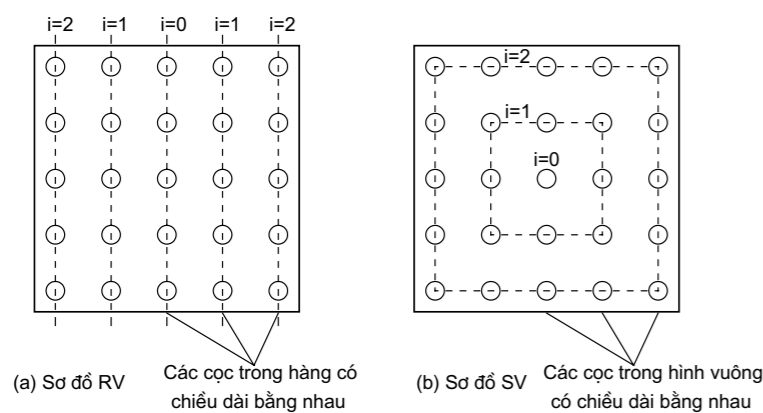 i=2 i=1 i=0 i=1 i=2
i=2
i=1
i=0
(a) Sơ đồ RV
Các cọc trong hàng có
chiều dài bằng nhau
(b) Sơ đồ SV
Các cọc trong hình vuông
có chiều dài bằng nhau